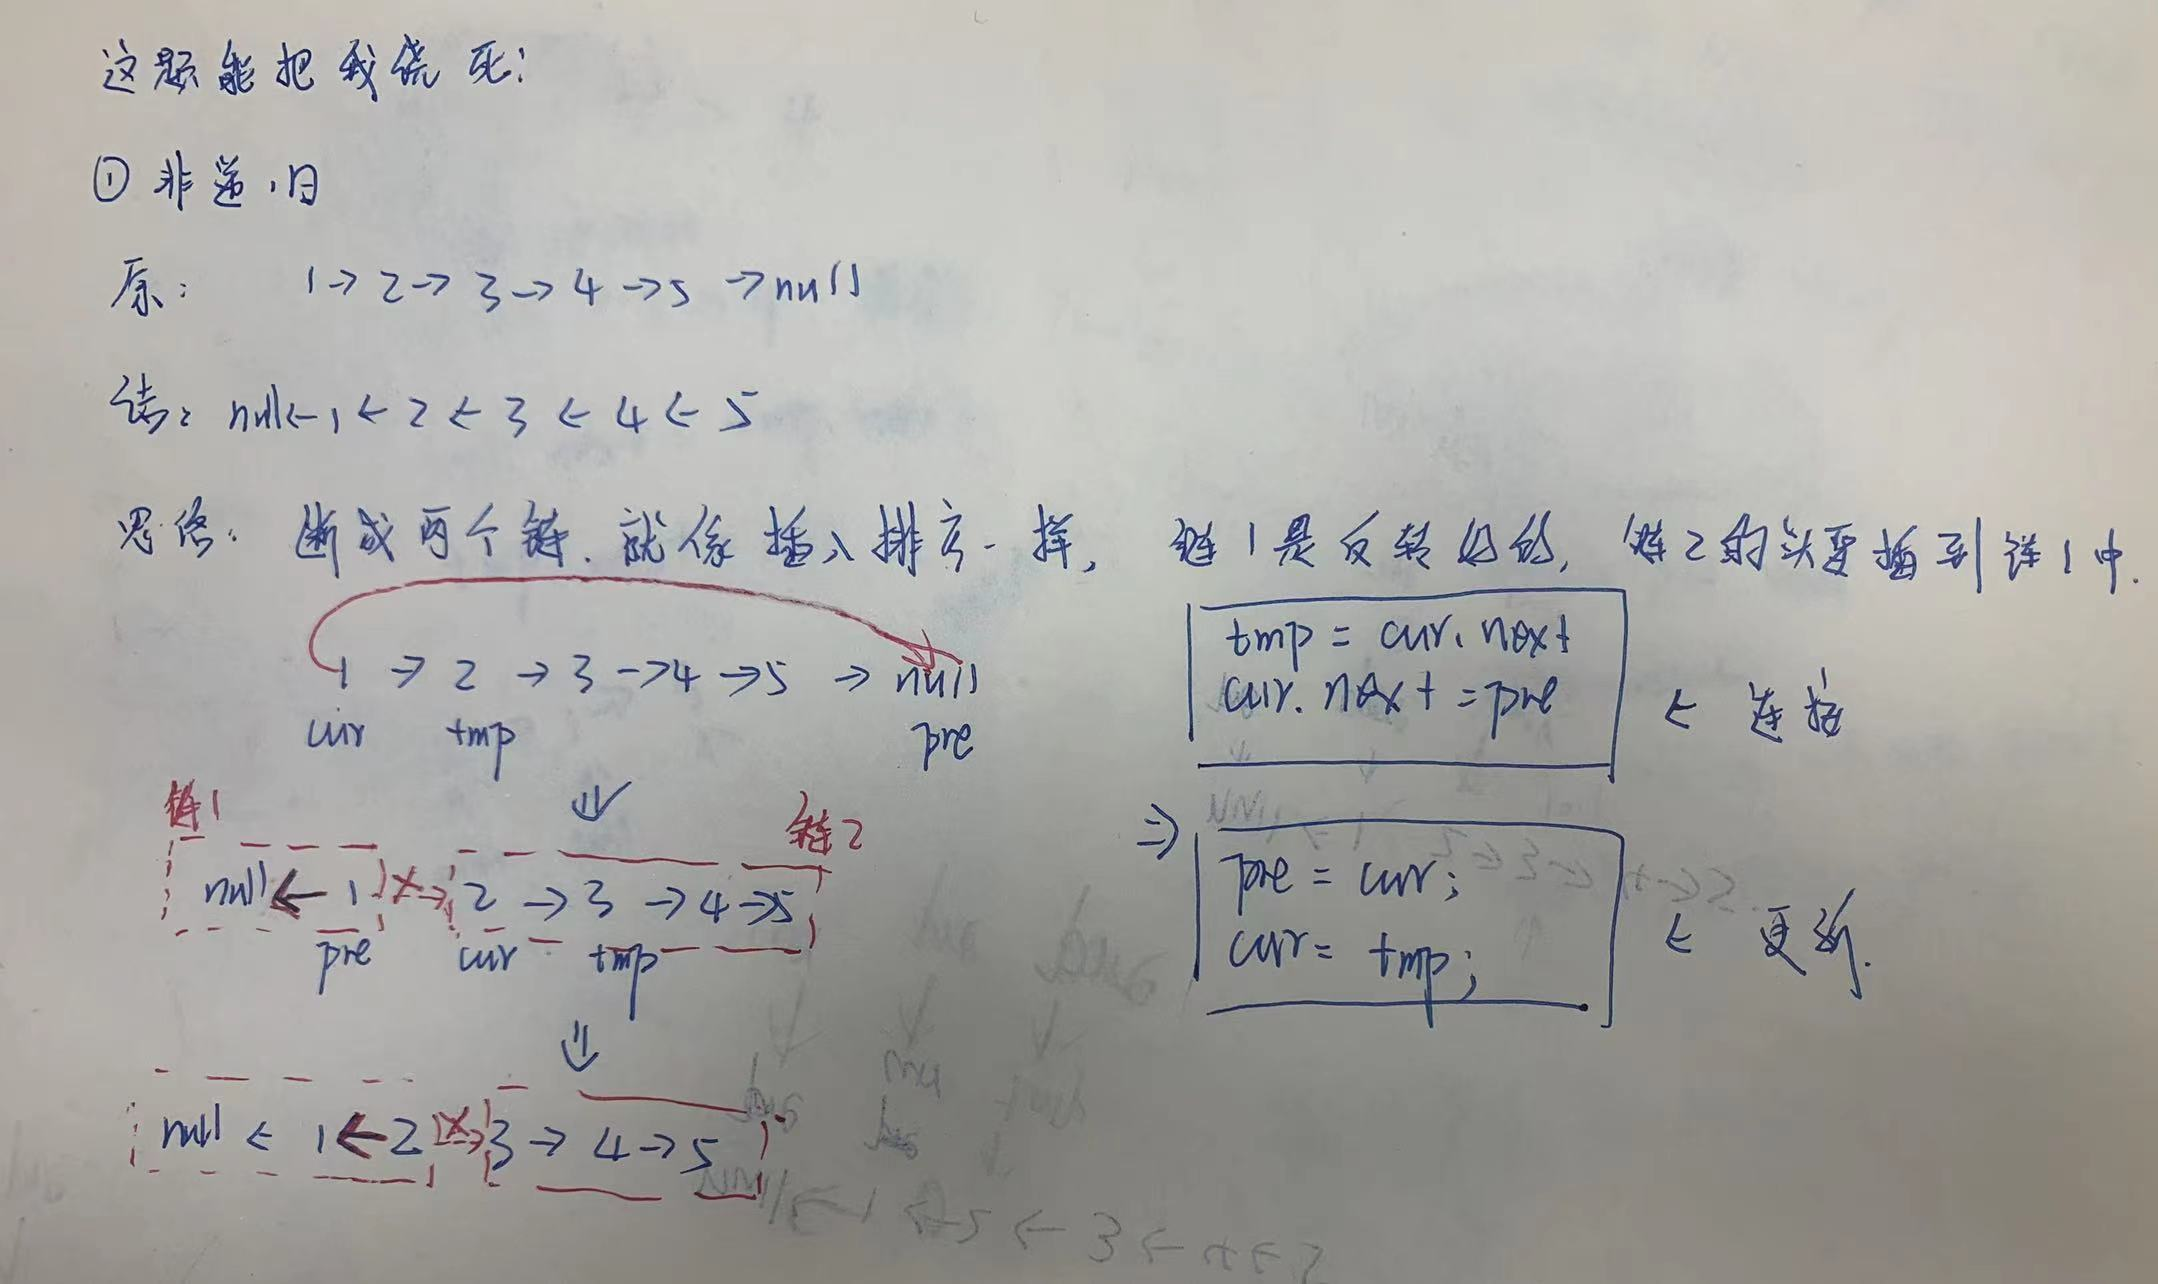 这题能把我绕死！
① 非递归
原： 1→2→3→4→5→null
结： null←1←2←3←4←5
思路： 断成两个链，就像插入排序一样， 链1是反转好的， 链2的头要插到链1中.
1→2→3→4→5→null
cur tmp pre
⇓
链1 链2
null←1 ×→ 2→3→4→5
pre cur tmp
⇓
null←1←2 ×→ 3→4→5
tmp = cur.next
cur.next = pre
← 连接
⇒
pre = cur;
cur = tmp;
← 更新.